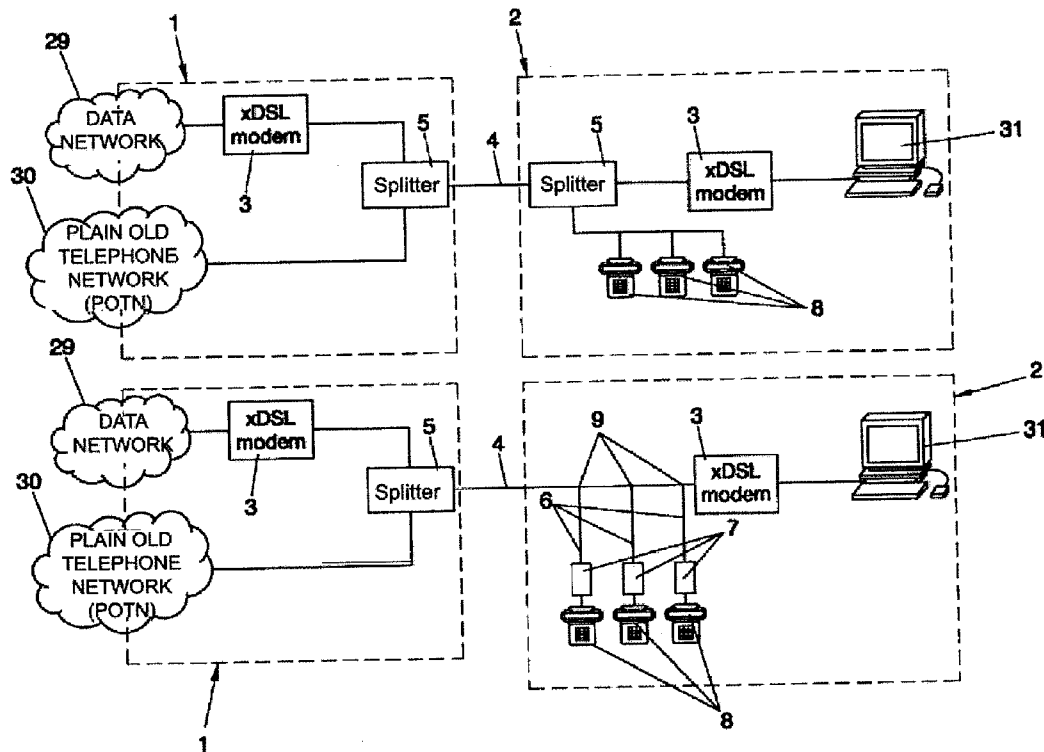 1
2
29
DATA
NETWORK
xDSL
modem
3
5
Splitter
4
5
Splitter
3
xDSL
modem
31
30
PLAIN OLD
TELEPHONE
NETWORK
(POTN)
8
29
DATA
NETWORK
xDSL
modem
3
5
Splitter
4
9
3
xDSL
modem
2
31
6
7
30
PLAIN OLD
TELEPHONE
NETWORK
(POTN)
8
1